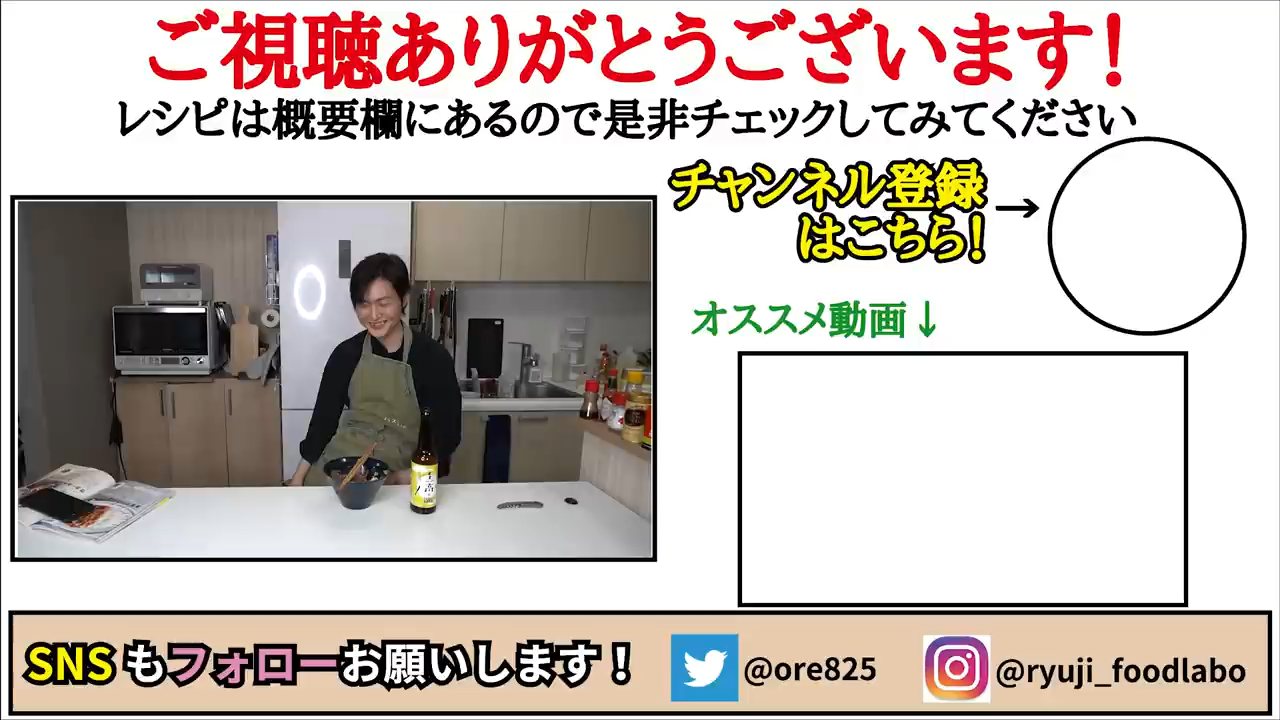 ご視聴ありがとうございます！
レシピは概要欄にあるので是非チェックしてみてください
チャンネル登録
はこちら！
→
オススメ動画↓
SNSもフォローお願いします！
@ore825
@ryuji_foodlabo